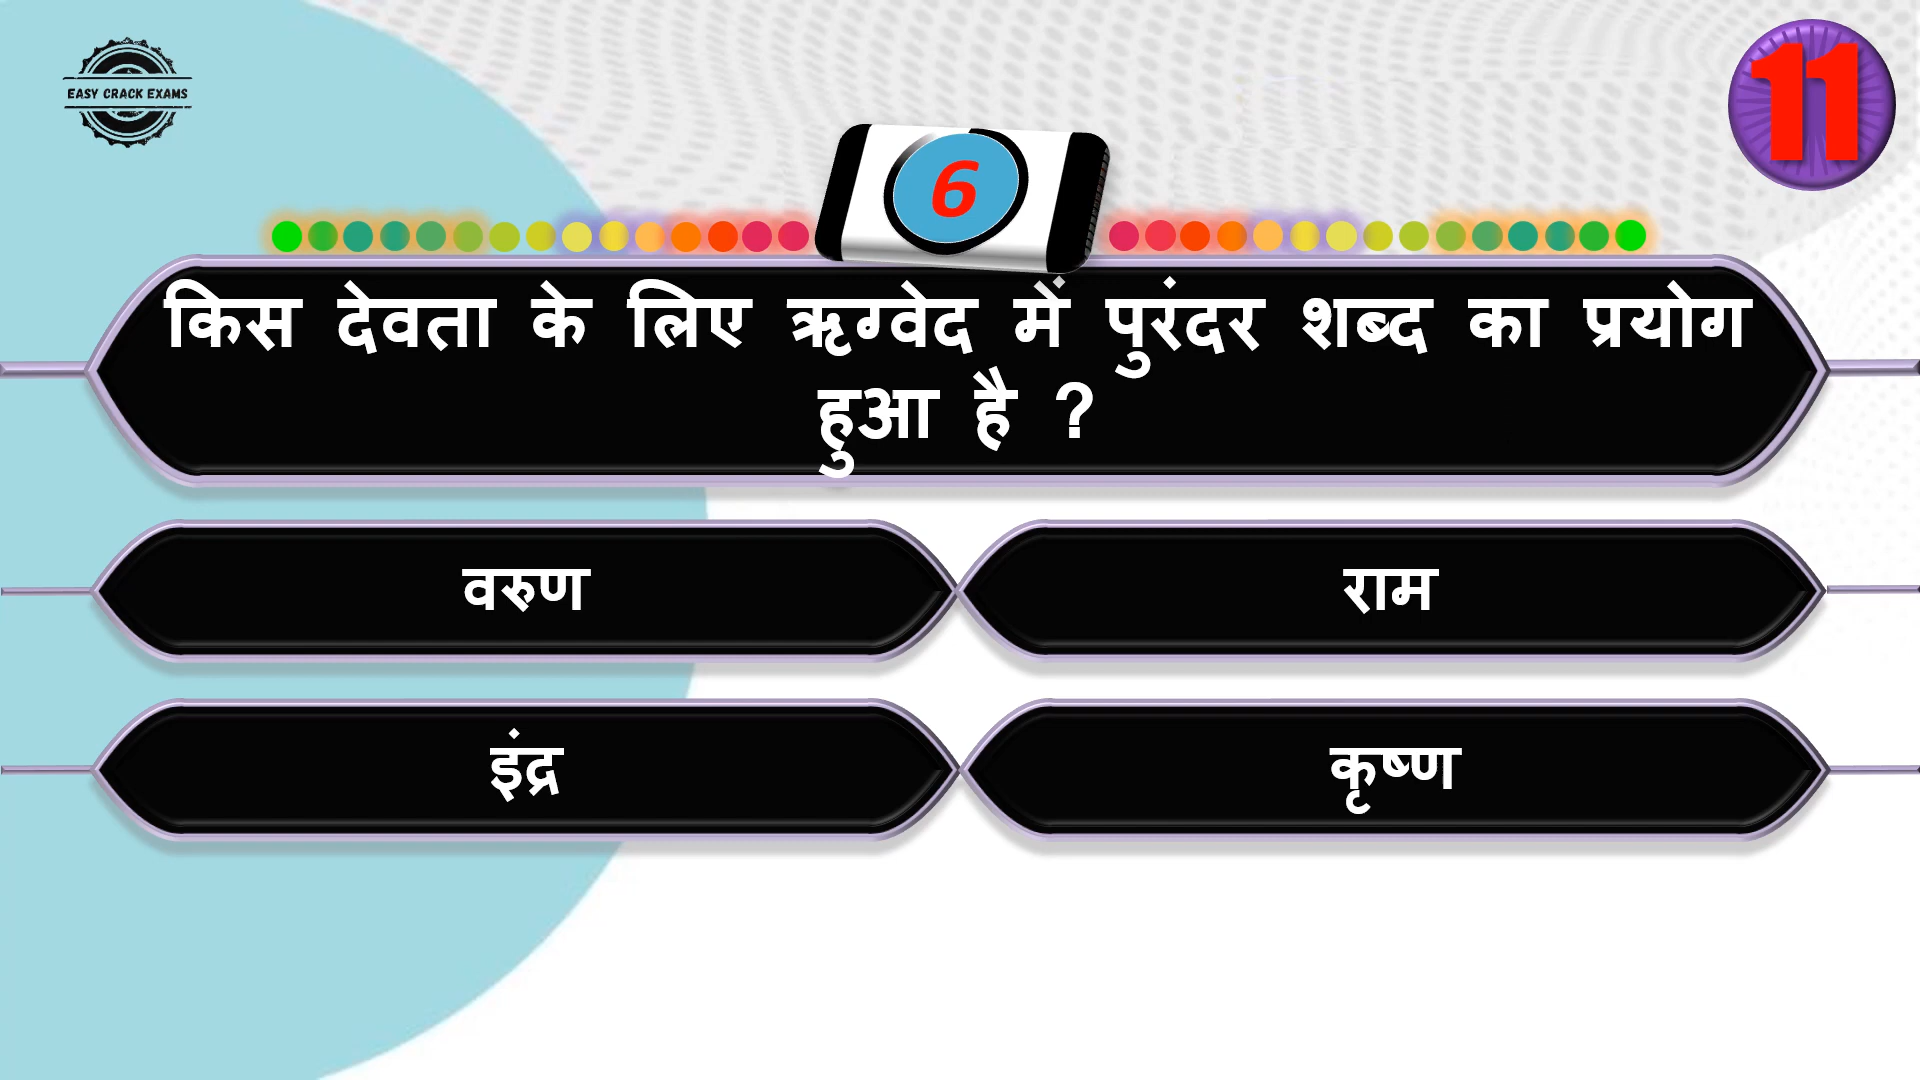 EASY CRACK EXAMS
11
6
किस देवता के लिए ऋग्वेद में पुरंदर शब्द का प्रयोग
हुआ है ?
वरुण
राम
इंद्र
कृष्ण